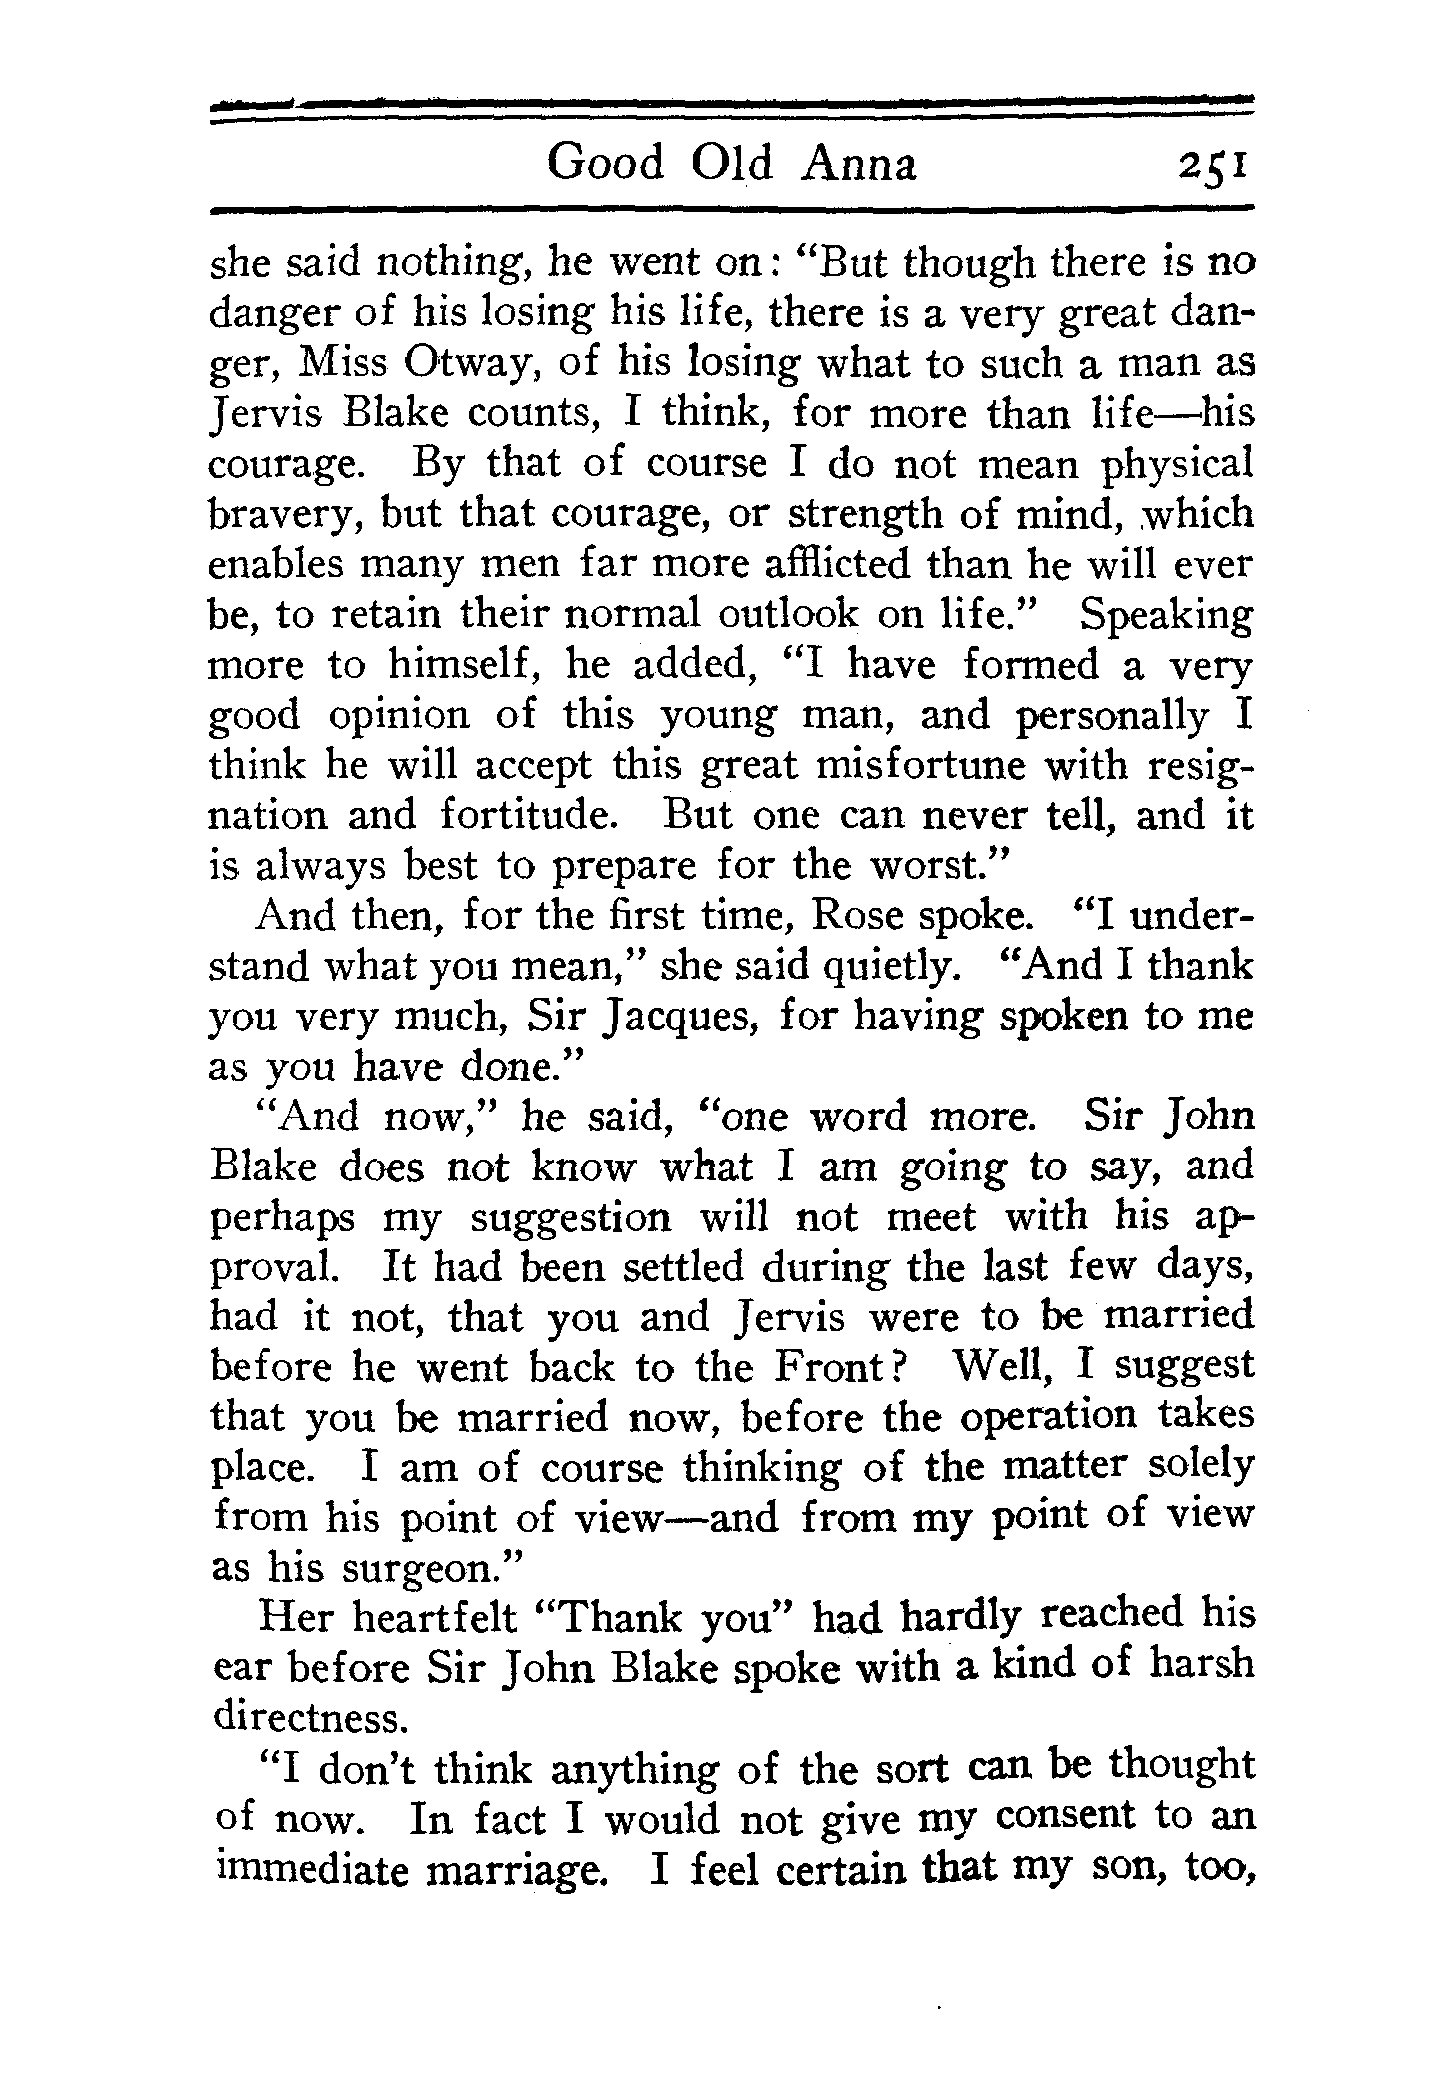 Good Old Anna 251
she said nothing, he went on: "But though there is no
danger of his losing his life, there is a very great dan-
ger, Miss Otway, of his losing what to such a man as
Jervis Blake counts, I think, for more than life—his
courage. By that of course I do not mean physical
bravery, but that courage, or strength of mind, which
enables many men far more afflicted than he will ever
be, to retain their normal outlook on life." Speaking
more to himself, he added, "I have formed a very
good opinion of this young man, and personally I
think he will accept this great misfortune with resig-
nation and fortitude. But one can never tell, and it
is always best to prepare for the worst."
And then, for the first time, Rose spoke. "I under-
stand what you mean," she said quietly. "And I thank
you very much, Sir Jacques, for having spoken to me
as you have done."
"And now," he said, "one word more. Sir John
Blake does not know what I am going to say, and
perhaps my suggestion will not meet with his ap-
proval. It had been settled during the last few days,
had it not, that you and Jervis were to be married
before he went back to the Front? Well, I suggest
that you be married now, before the operation takes
place. I am of course thinking of the matter solely
from his point of view—and from my point of view
as his surgeon."
Her heartfelt "Thank you" had hardly reached his
ear before Sir John Blake spoke with a kind of harsh
directness.
"I don't think anything of the sort can be thought
of now. In fact I would not give my consent to an
immediate marriage. I feel certain that my son, too,